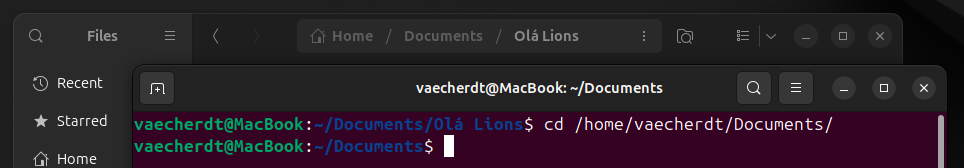 Files
Home / Documents / Olá Lions
Recent
vaecherdt@MacBook: ~/Documents
Starred
vaecherdt@MacBook:~/Documents/Olá Lions$ cd /home/vaecherdt/Documents/
vaecherdt@MacBook:~/Documents$
Home